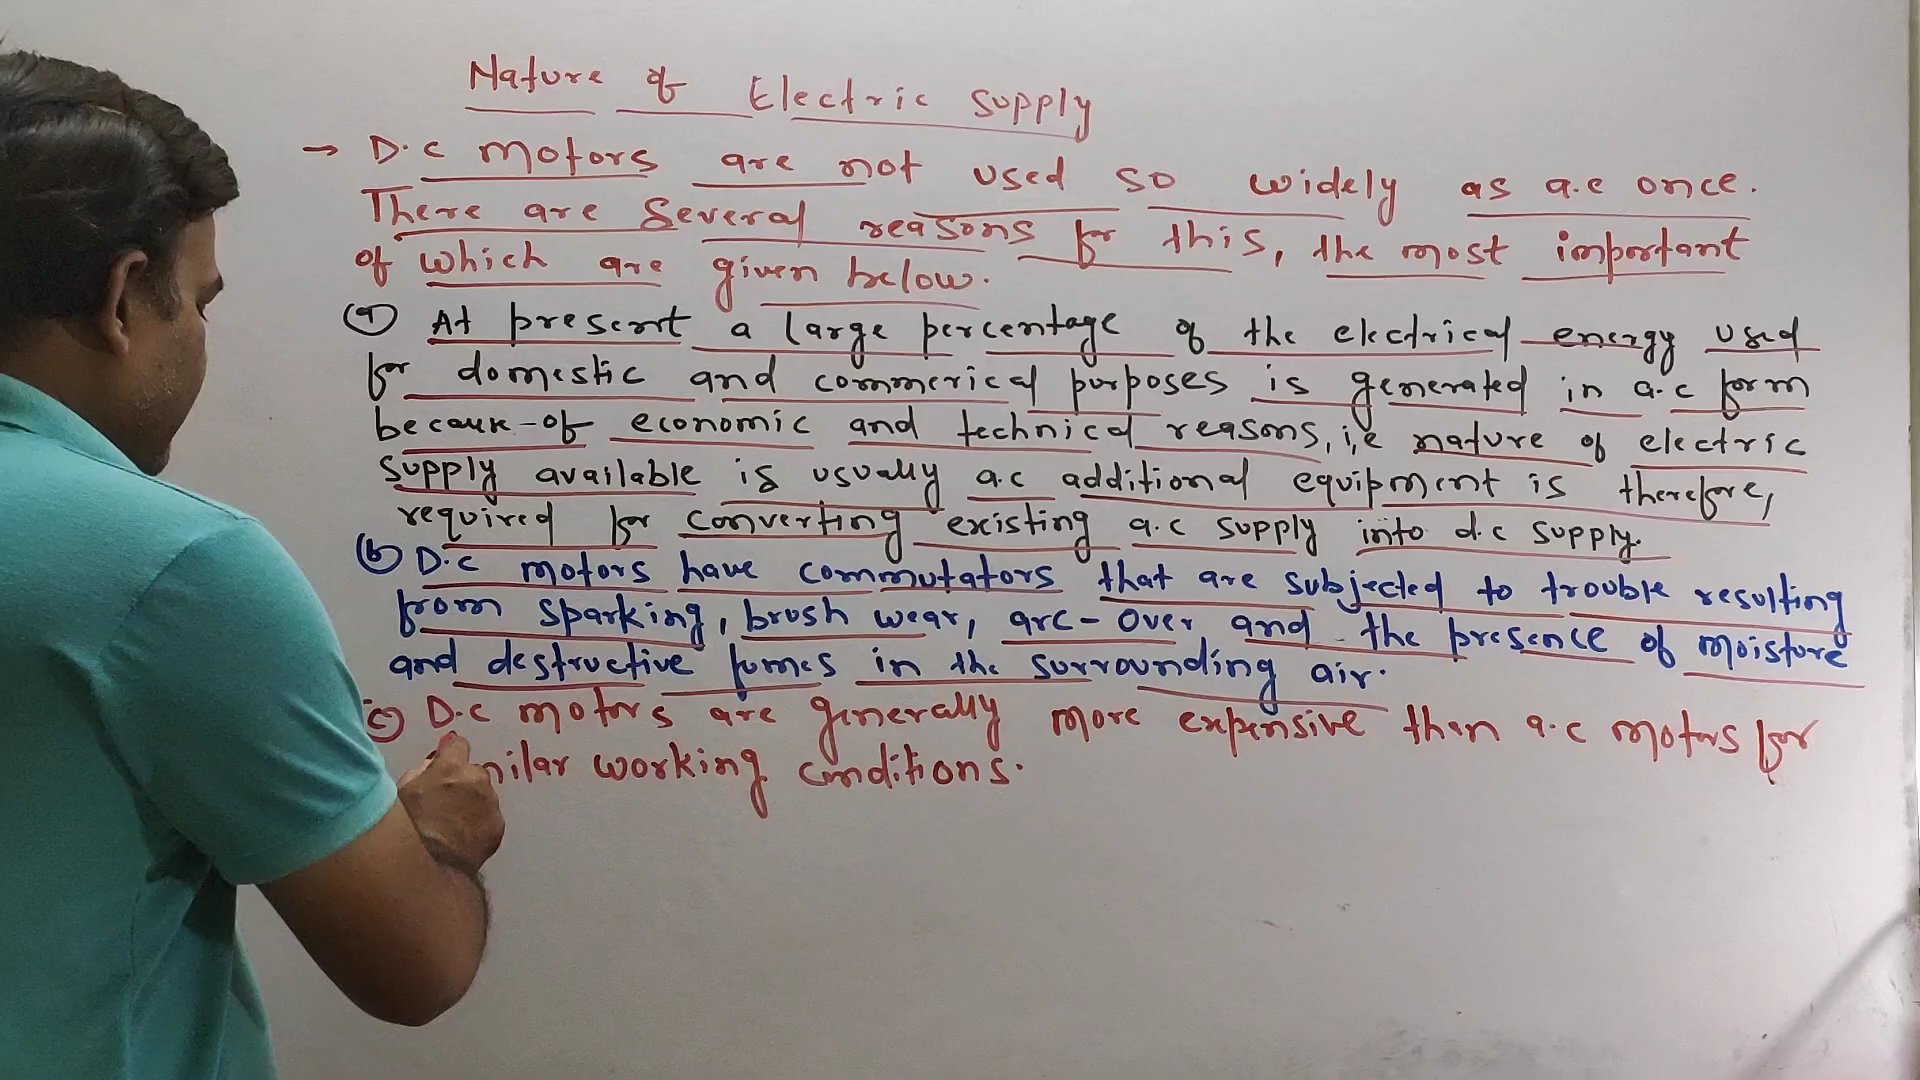 Nature of Electric Supply
→ D.C motors are not used so widely as a.c once.
There are several reasons for this, the most important
of which are given below.
(a) At present a large percentage of the electrical energy used
for domestic and commerical purposes is generated in a.c form
because of economic and technical reasons, i,e nature of electric
supply available is usually a.c additional equipment is therefore,
required for converting existing a.c supply into d.c supply.
(b) D.C motors have commutators that are subjected to trouble resulting
from sparking, brush wear, arc-over and the presence of moisture
and destructive fumes in the surrounding air.
(c) D.C motors are generally more expensive than a.c motors for
working conditions.